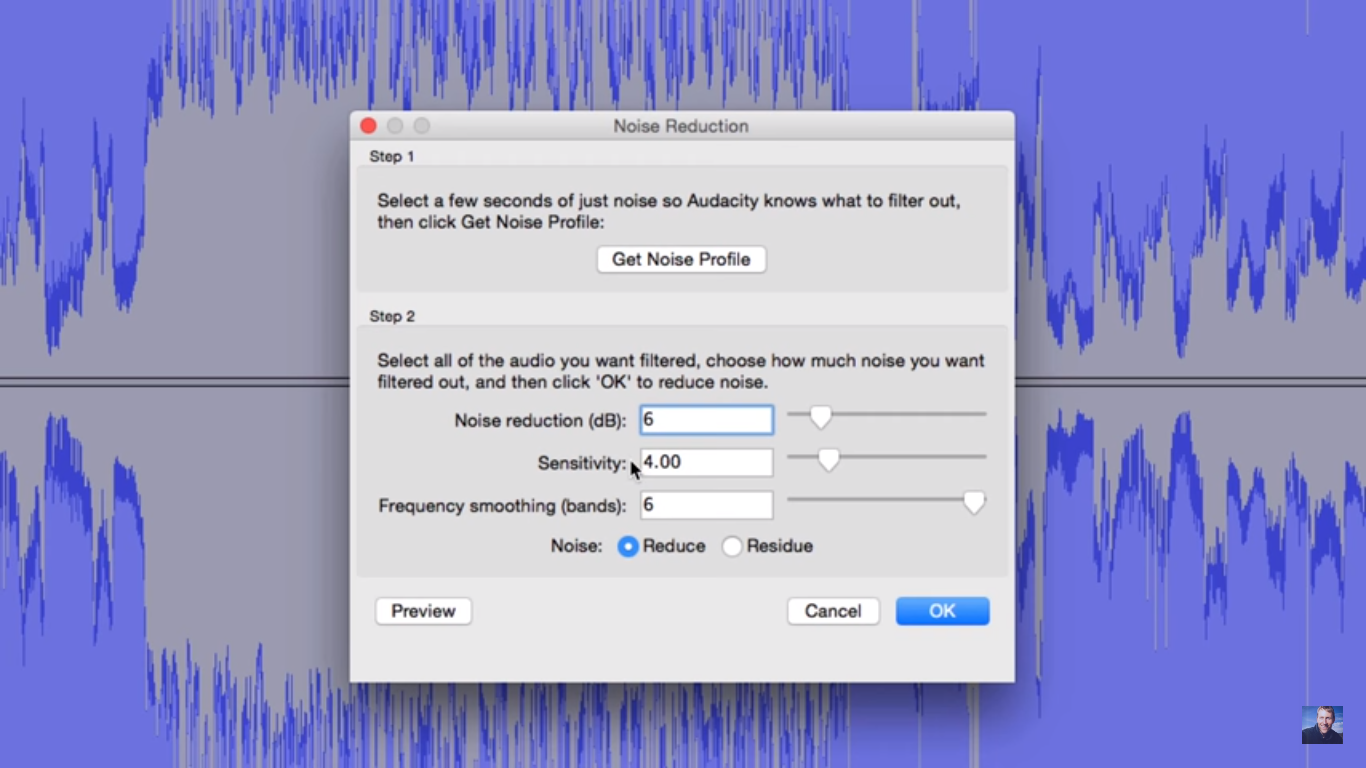 Noise Reduction
Step 1
Select a few seconds of just noise so Audacity knows what to filter out,
then click Get Noise Profile:
Get Noise Profile
Step 2
Select all of the audio you want filtered, choose how much noise you want
filtered out, and then click 'OK' to reduce noise.
Noise reduction (dB): 6
Sensitivity: 4.00
Frequency smoothing (bands): 6
Noise: Reduce Residue
Preview Cancel OK